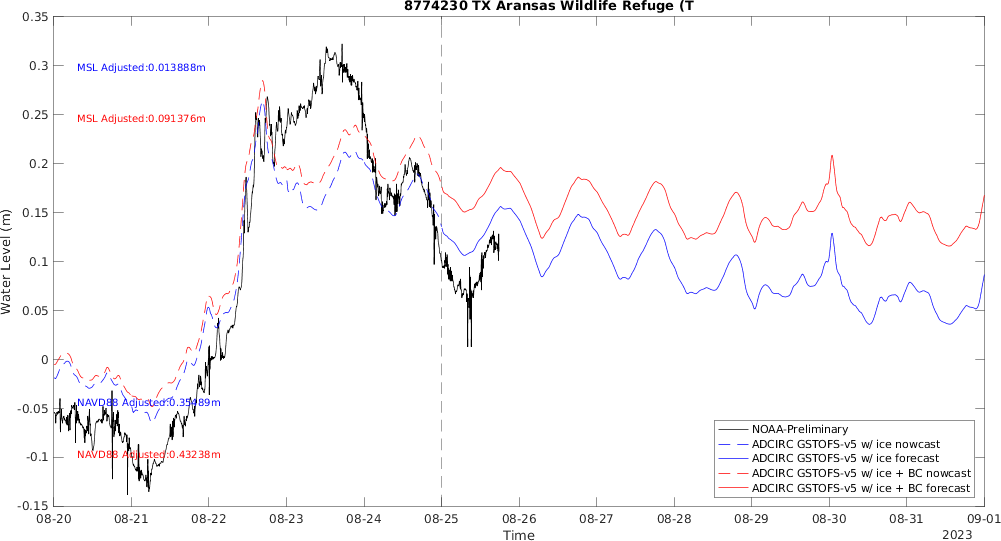 8774230 TX Aransas Wildlife Refuge (T
0.35
0.3
0.25
0.2
0.15
0.1
0.05
0
-0.05
-0.1
-0.15
Water Level (m)
MSL Adjusted:0.013888m
MSL Adjusted:0.091376m
NAVD88 Adjusted:0.35489m
NAVD88 Adjusted:0.43238m
NOAA-Preliminary
ADCIRC GSTOFS-v5 w/ ice nowcast
ADCIRC GSTOFS-v5 w/ ice forecast
ADCIRC GSTOFS-v5 w/ ice + BC nowcast
ADCIRC GSTOFS-v5 w/ ice + BC forecast
08-20 08-21 08-22 08-23 08-24 08-25 08-26 08-27 08-28 08-29 08-30 08-31 09-01
Time
2023